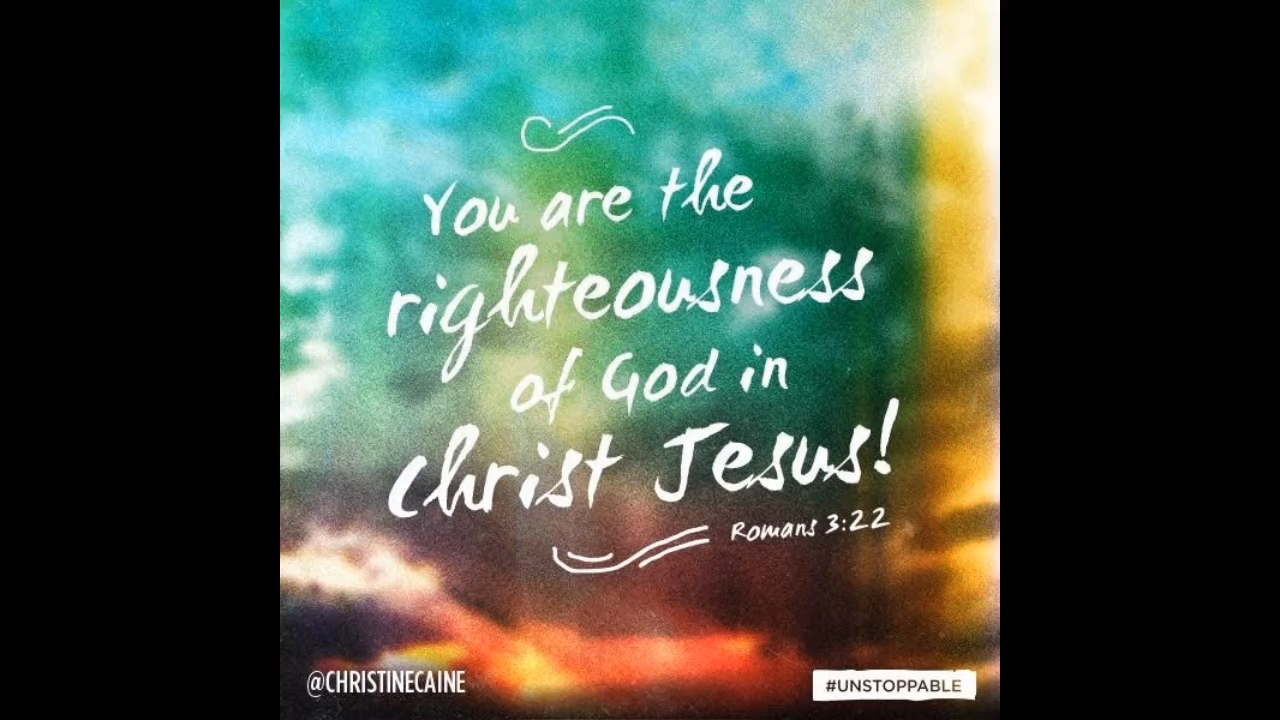 You are the
righteousness
of God in
Christ Jesus!
Romans 3:22
@CHRISTINECAINE
#UNSTOPPABLE